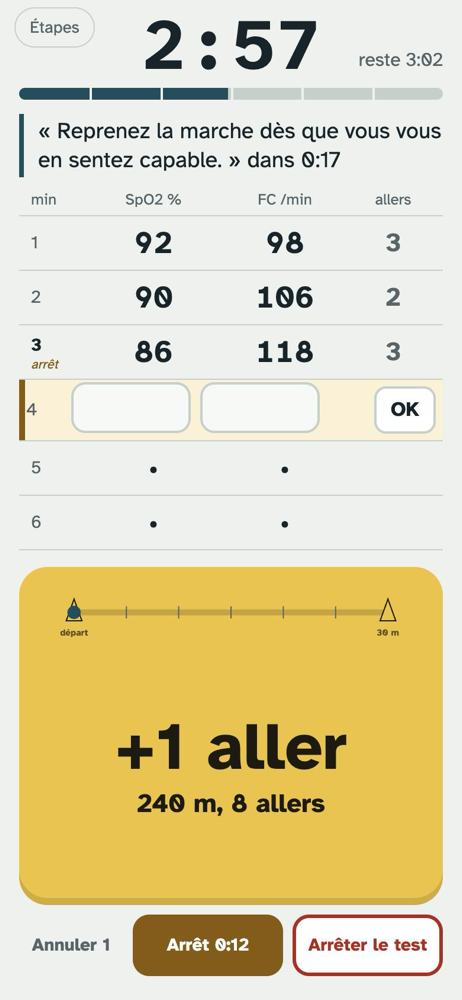 Étapes
2:57
reste 3:02
« Reprenez la marche dès que vous vous
en sentez capable. » dans 0:17
min SpO2 % FC /min allers
1 92 98 3
2 90 106 2
3 86 118 3
arrêt
4 OK
5 • •
6 • •
départ 30 m
+1 aller
240 m, 8 allers
Annuler 1 Arrêt 0:12 Arrêter le test